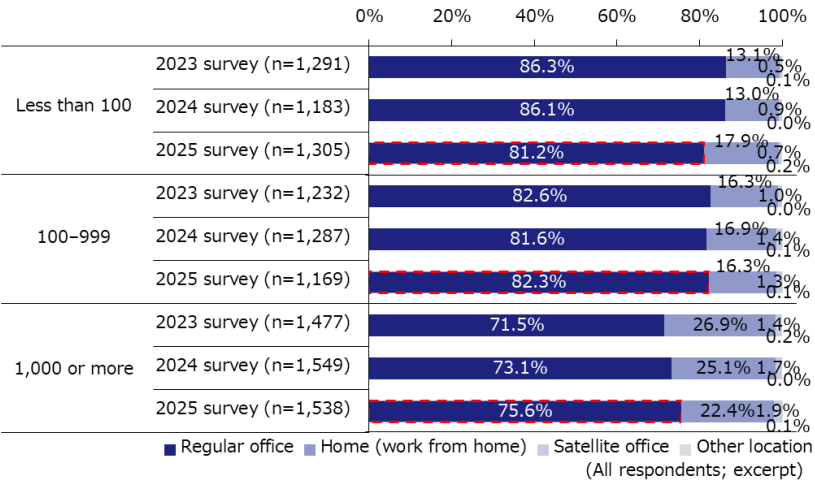 0% 20% 40% 60% 80% 100%
Less than 100
2023 survey (n=1,291) 86.3% 13.1% 0.5% 0.1%
2024 survey (n=1,183) 86.1% 13.0% 0.9% 0.0%
2025 survey (n=1,305) 81.2% 17.9% 0.7% 0.2%
100–999
2023 survey (n=1,232) 82.6% 16.3% 1.0% 0.0%
2024 survey (n=1,287) 81.6% 16.9% 1.4% 0.1%
2025 survey (n=1,169) 82.3% 16.3% 1.3% 0.1%
1,000 or more
2023 survey (n=1,477) 71.5% 26.9% 1.4% 0.2%
2024 survey (n=1,549) 73.1% 25.1% 1.7% 0.0%
2025 survey (n=1,538) 75.6% 22.4% 1.9% 0.1%
Regular office Home (work from home) Satellite office Other location
(All respondents; excerpt)